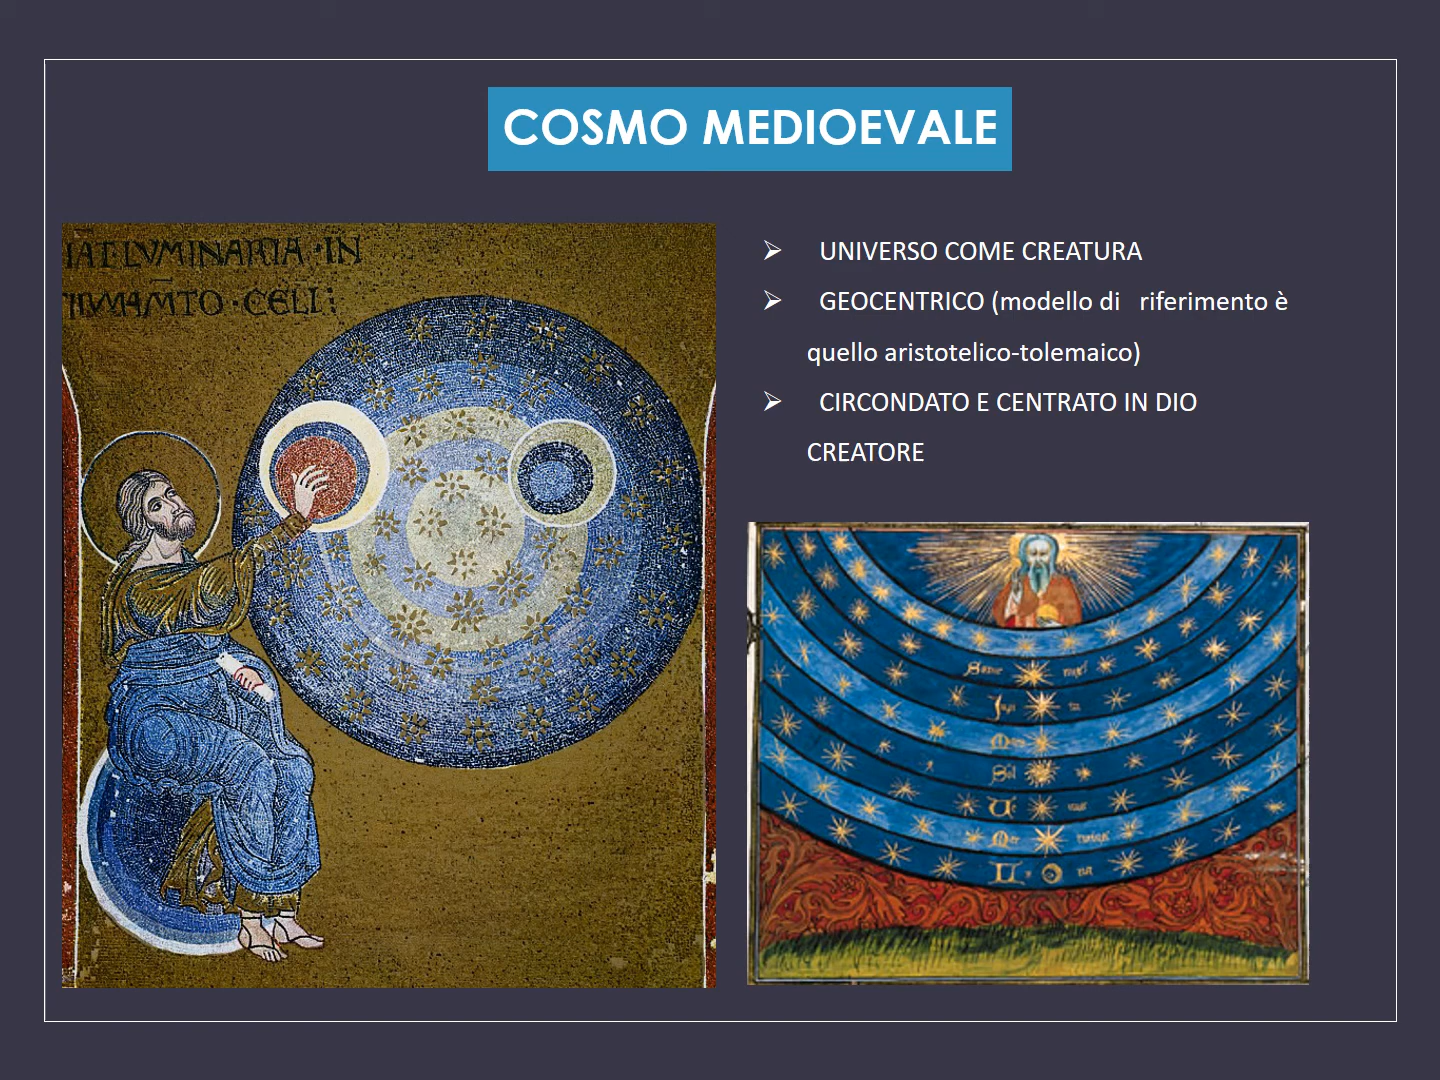 COSMO MEDIOEVALE
IAT LVMINARIA · IN
CELI
➢ UNIVERSO COME CREATURA
➢ GEOCENTRICO (modello di riferimento è
quello aristotelico-tolemaico)
➢ CIRCONDATO E CENTRATO IN DIO
CREATORE
Sol